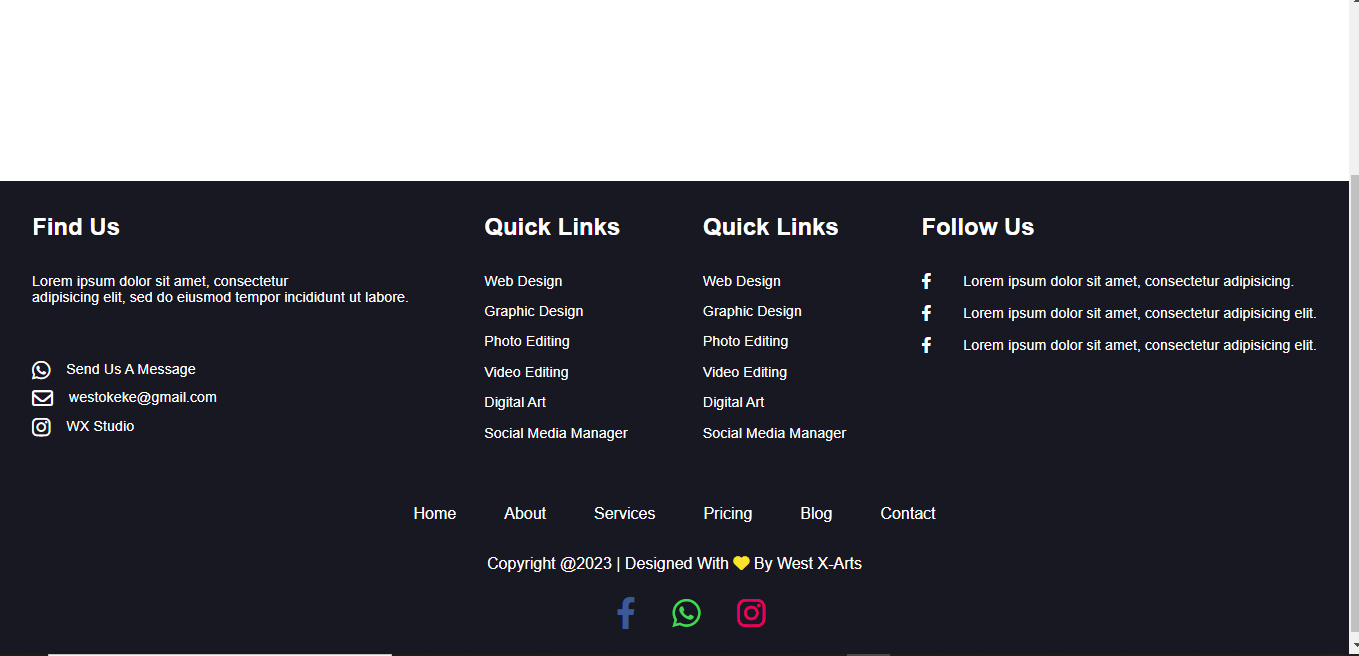 Find Us
Lorem ipsum dolor sit amet, consectetur
adipisicing elit, sed do eiusmod tempor incididunt ut labore.
Send Us A Message
westokeke@gmail.com
WX Studio
Quick Links
Web Design
Graphic Design
Photo Editing
Video Editing
Digital Art
Social Media Manager
Quick Links
Web Design
Graphic Design
Photo Editing
Video Editing
Digital Art
Social Media Manager
Follow Us
Lorem ipsum dolor sit amet, consectetur adipisicing.
Lorem ipsum dolor sit amet, consectetur adipisicing elit.
Lorem ipsum dolor sit amet, consectetur adipisicing elit.
Home About Services Pricing Blog Contact
Copyright @2023 | Designed With 💛 By West X-Arts